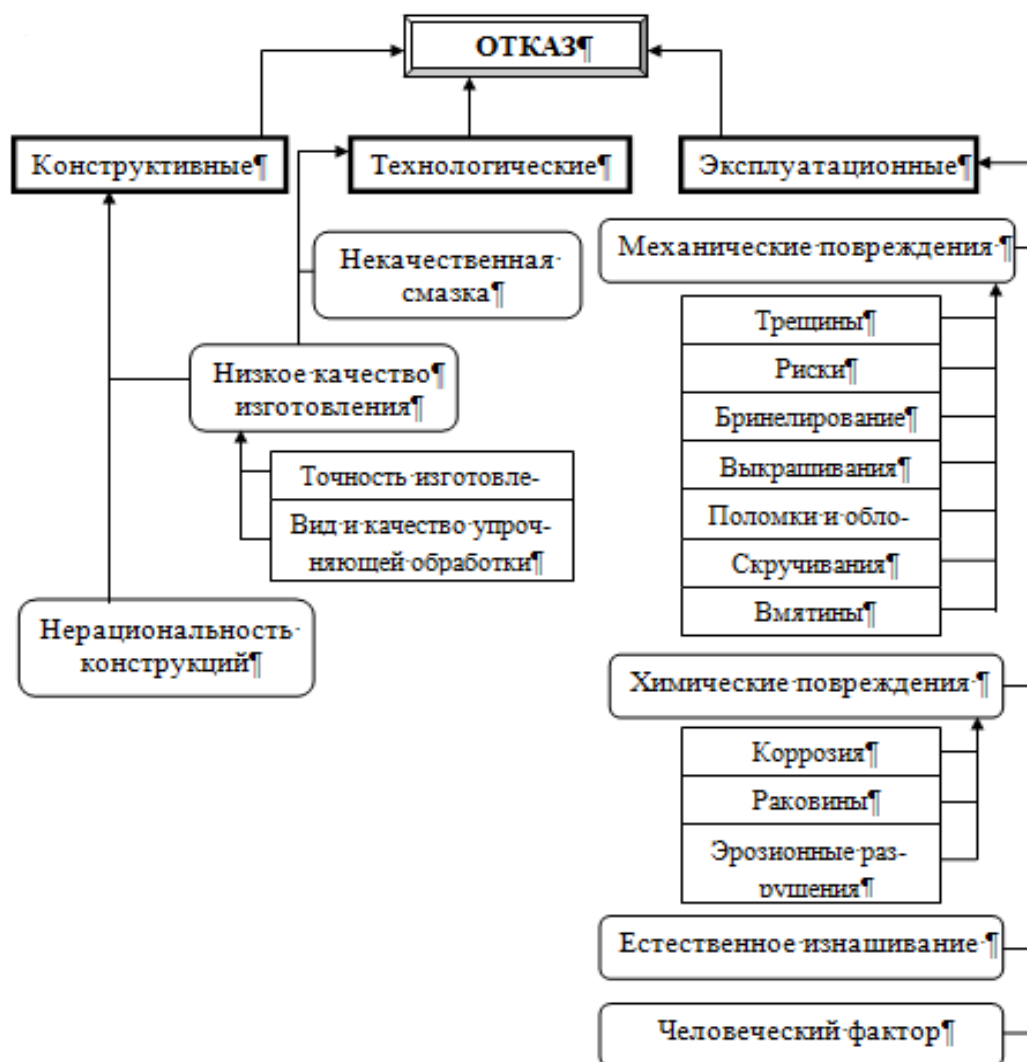 ОТКАЗ¶
Конструктивные¶
Технологические¶
Эксплуатационные¶
Некачественная·
смазка¶
Низкое·качество¶
изготовления¶
Точность·изготовле-
Вид·и·качество·упроч-
няющей·обработки¶
Нерациональность·
конструкций¶
Механические·повреждения·¶
Трещины¶
Риски¶
Бринелирование¶
Выкрашивания¶
Поломки·и·обло-
Скручивания¶
Вмятины¶
Химические·повреждения·¶
Коррозия¶
Раковины¶
Эрозионные·раз-
рушения¶
Естественное·изнашивание·¶
Человеческий·фактор¶